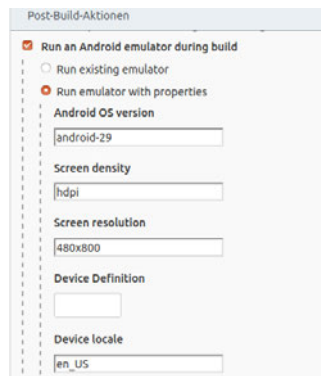 Post-Build-Aktionen
Run an Android emulator during build
Run existing emulator
Run emulator with properties
Android OS version
android-29
Screen density
hdpi
Screen resolution
480x800
Device Definition
Device locale
en_US